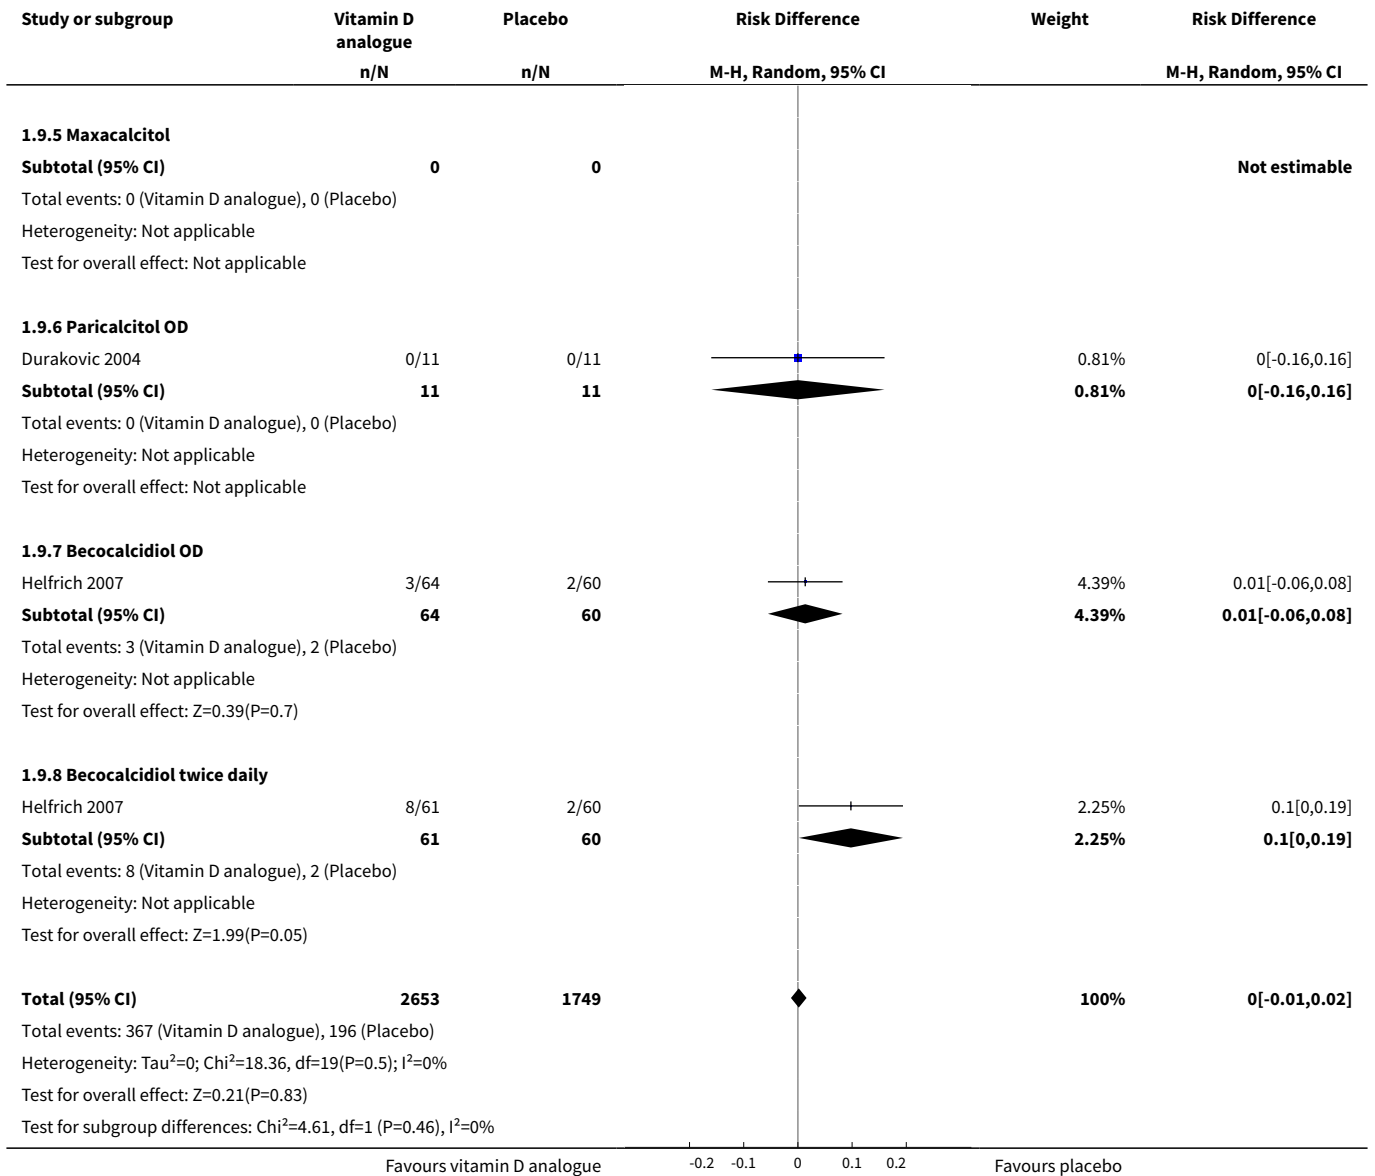 Study or subgroup Vitamin D analogue Placebo Risk Difference Weight Risk Difference
n/N n/N M-H, Random, 95% CI M-H, Random, 95% CI
1.9.5 Maxacalcitol
Subtotal (95% CI) 0 0 Not estimable
Total events: 0 (Vitamin D analogue), 0 (Placebo)
Heterogeneity: Not applicable
Test for overall effect: Not applicable
1.9.6 Paricalcitol OD
Durakovic 2004 0/11 0/11 0.81% 0[-0.16,0.16]
Subtotal (95% CI) 11 11 0.81% 0[-0.16,0.16]
Total events: 0 (Vitamin D analogue), 0 (Placebo)
Heterogeneity: Not applicable
Test for overall effect: Not applicable
1.9.7 Becocalcidiol OD
Helfrich 2007 3/64 2/60 4.39% 0.01[-0.06,0.08]
Subtotal (95% CI) 64 60 4.39% 0.01[-0.06,0.08]
Total events: 3 (Vitamin D analogue), 2 (Placebo)
Heterogeneity: Not applicable
Test for overall effect: Z=0.39(P=0.7)
1.9.8 Becocalcidiol twice daily
Helfrich 2007 8/61 2/60 2.25% 0.1[0,0.19]
Subtotal (95% CI) 61 60 2.25% 0.1[0,0.19]
Total events: 8 (Vitamin D analogue), 2 (Placebo)
Heterogeneity: Not applicable
Test for overall effect: Z=1.99(P=0.05)
Total (95% CI) 2653 1749 100% 0[-0.01,0.02]
Total events: 367 (Vitamin D analogue), 196 (Placebo)
Heterogeneity: Tau²=0; Chi²=18.36, df=19(P=0.5); I²=0%
Test for overall effect: Z=0.21(P=0.83)
Test for subgroup differences: Chi²=4.61, df=1 (P=0.46), I²=0%
Favours vitamin D analogue -0.2 -0.1 0 0.1 0.2 Favours placebo